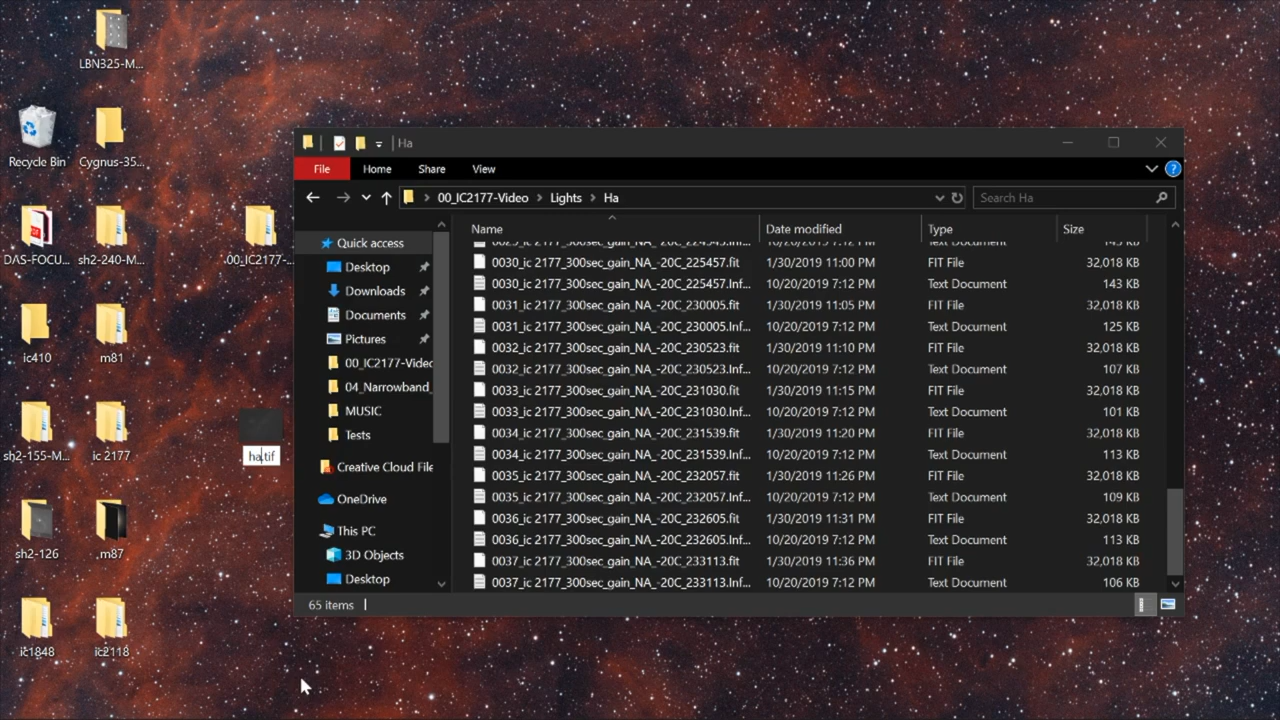 LBN325-M...
Recycle Bin
Cygnus-35...
DAS-FOCU...
sh2-240-M...
.00_IC2177-...
ic410
m81
sh2-155-M...
ic 2177
ha.tif
sh2-126
m87
ic1848
ic2118
Ha
File Home Share View
00_IC2177-Video Lights Ha
Search Ha
Name Date modified Type Size
Quick access
Desktop
Downloads
Documents
Pictures
00_IC2177-Video
04_Narrowband_
MUSIC
Tests
Creative Cloud File
OneDrive
This PC
3D Objects
Desktop
0030_ic 2177_300sec_gain_NA_-20C_225457.fit 1/30/2019 11:00 PM FIT File 32,018 KB
0030_ic 2177_300sec_gain_NA_-20C_225457.Inf... 10/20/2019 7:12 PM Text Document 143 KB
0031_ic 2177_300sec_gain_NA_-20C_230005.fit 1/30/2019 11:05 PM FIT File 32,018 KB
0031_ic 2177_300sec_gain_NA_-20C_230005.Inf... 10/20/2019 7:12 PM Text Document 125 KB
0032_ic 2177_300sec_gain_NA_-20C_230523.fit 1/30/2019 11:10 PM FIT File 32,018 KB
0032_ic 2177_300sec_gain_NA_-20C_230523.Inf... 10/20/2019 7:12 PM Text Document 107 KB
0033_ic 2177_300sec_gain_NA_-20C_231030.fit 1/30/2019 11:15 PM FIT File 32,018 KB
0033_ic 2177_300sec_gain_NA_-20C_231030.Inf... 10/20/2019 7:12 PM Text Document 101 KB
0034_ic 2177_300sec_gain_NA_-20C_231539.fit 1/30/2019 11:20 PM FIT File 32,018 KB
0034_ic 2177_300sec_gain_NA_-20C_231539.Inf... 10/20/2019 7:12 PM Text Document 113 KB
0035_ic 2177_300sec_gain_NA_-20C_232057.fit 1/30/2019 11:26 PM FIT File 32,018 KB
0035_ic 2177_300sec_gain_NA_-20C_232057.Inf... 10/20/2019 7:12 PM Text Document 109 KB
0036_ic 2177_300sec_gain_NA_-20C_232605.fit 1/30/2019 11:31 PM FIT File 32,018 KB
0036_ic 2177_300sec_gain_NA_-20C_232605.Inf... 10/20/2019 7:12 PM Text Document 113 KB
0037_ic 2177_300sec_gain_NA_-20C_233113.fit 1/30/2019 11:36 PM FIT File 32,018 KB
0037_ic 2177_300sec_gain_NA_-20C_233113.Inf... 10/20/2019 7:12 PM Text Document 106 KB
65 items